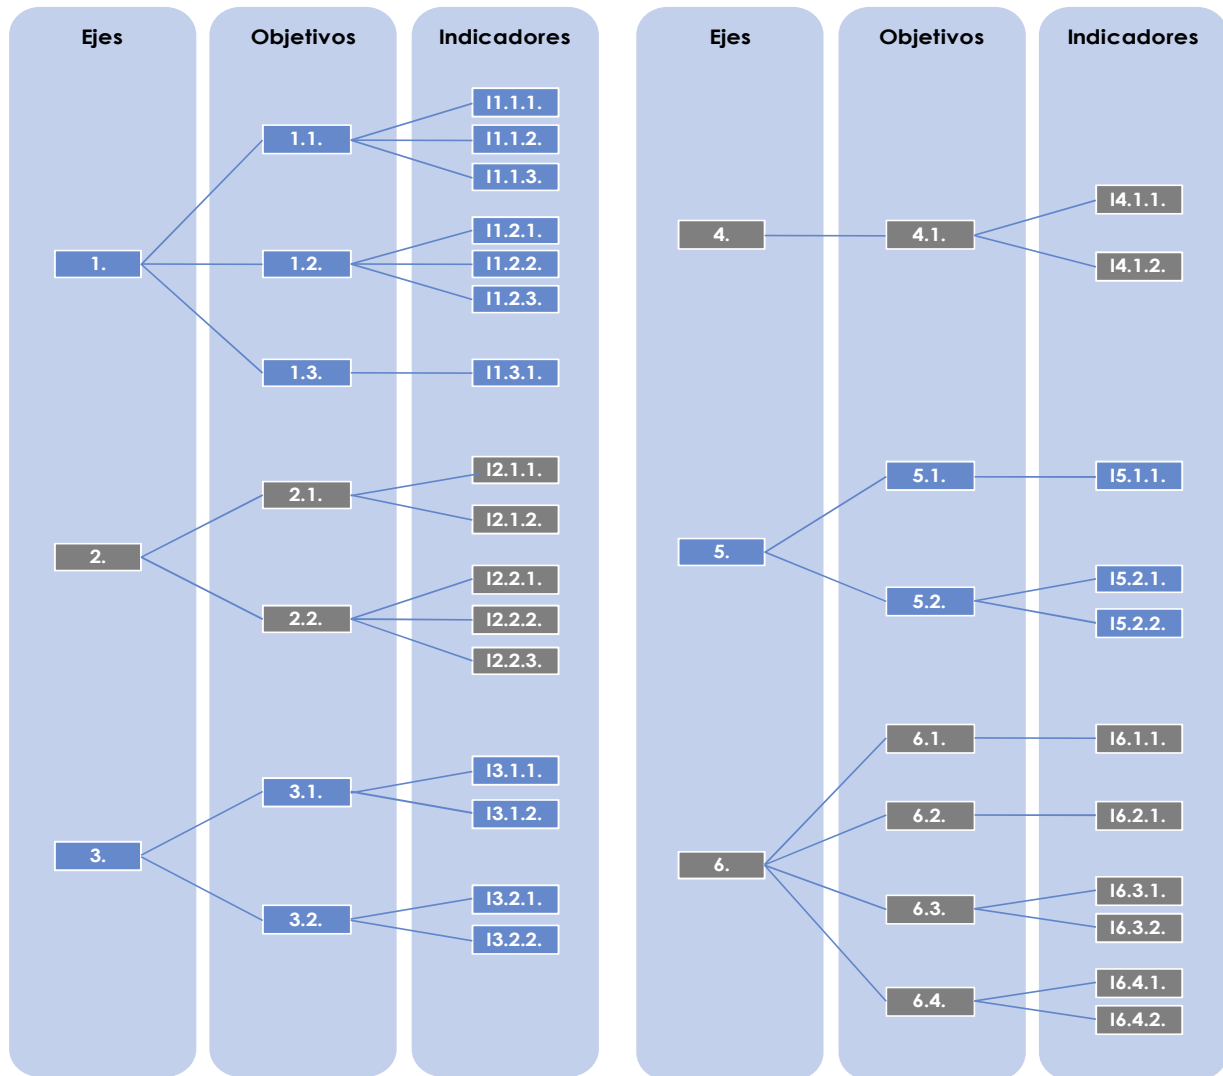 Ejes
Objetivos
Indicadores
1.
1.1.
I1.1.1.
I1.1.2.
I1.1.3.
1.2.
I1.2.1.
I1.2.2.
I1.2.3.
1.3.
I1.3.1.
2.
2.1.
I2.1.1.
I2.1.2.
2.2.
I2.2.1.
I2.2.2.
I2.2.3.
3.
3.1.
I3.1.1.
I3.1.2.
3.2.
I3.2.1.
I3.2.2.
Ejes
Objetivos
Indicadores
4.
4.1.
I4.1.1.
I4.1.2.
5.
5.1.
I5.1.1.
5.2.
I5.2.1.
I5.2.2.
6.
6.1.
I6.1.1.
6.2.
I6.2.1.
6.3.
I6.3.1.
I6.3.2.
6.4.
I6.4.1.
I6.4.2.